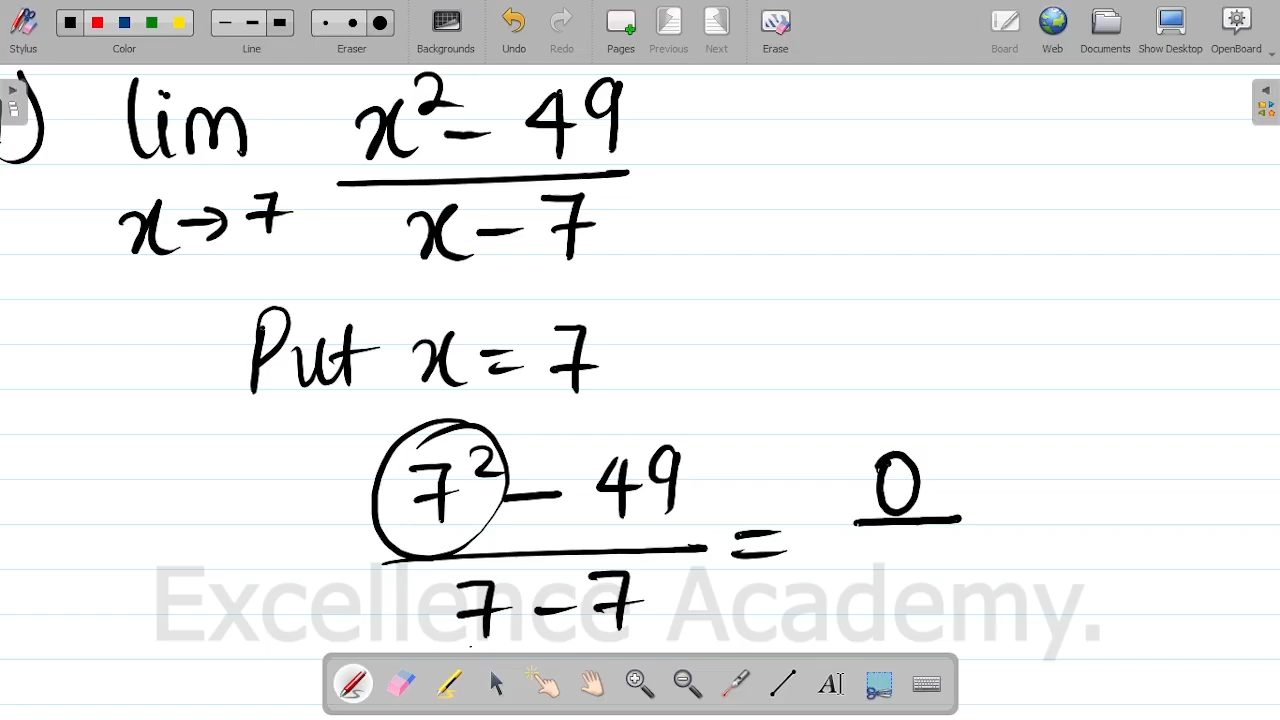 Stylus Color Line Eraser Backgrounds Undo Redo Pages Previous Next Erase Board Web Documents Show Desktop OpenBoard
) lim x² - 49
x → 7 x - 7
Put x = 7
7² - 49 = 0
7 - 7
Excellence Academy.